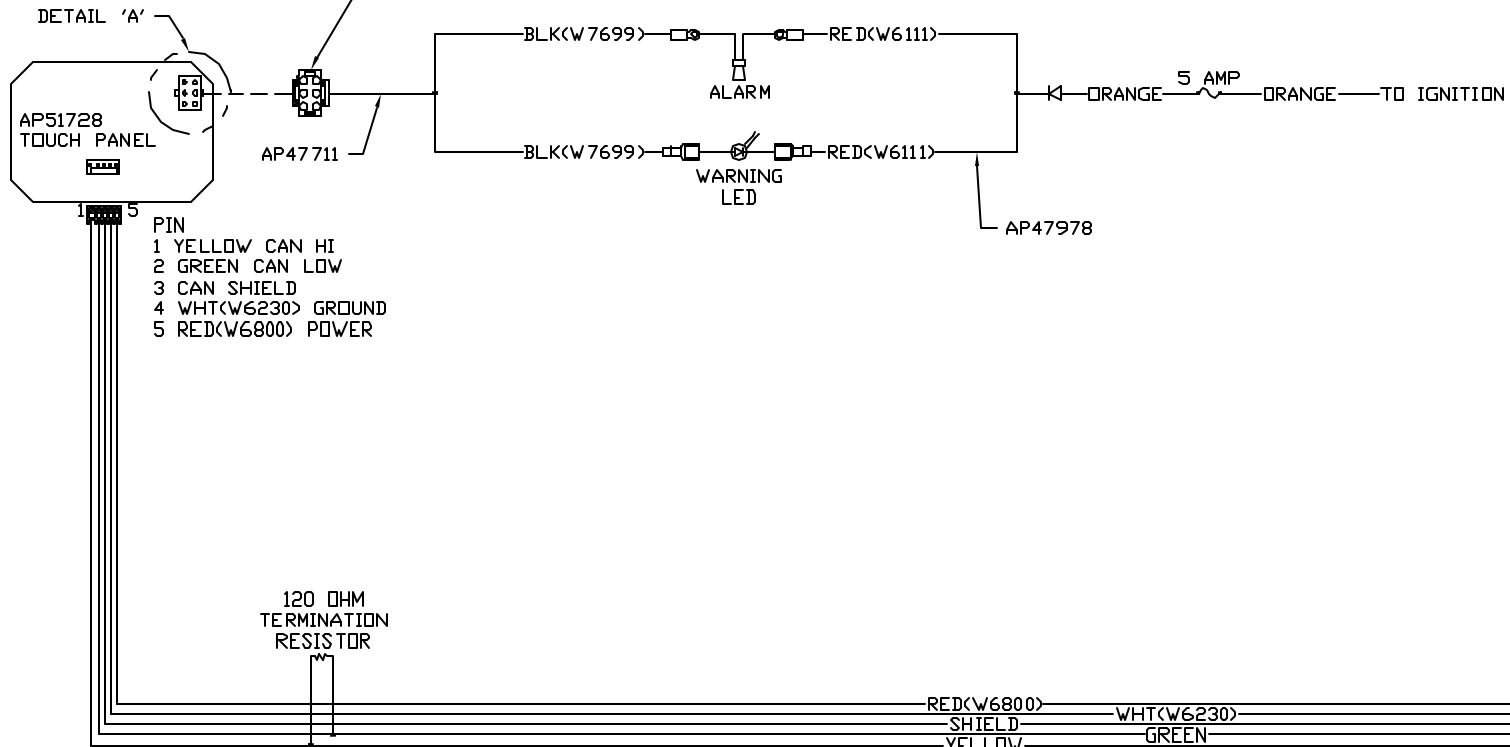 DETAIL 'A'
BLK(W7699)
RED(W6111)
ALARM
5 AMP
ORANGE
ORANGE
TO IGNITION
AP51728
TOUCH PANEL
AP47711
BLK(W7699)
RED(W6111)
WARNING
LED
AP47978
1
5
PIN
1 YELLOW CAN HI
2 GREEN CAN LOW
3 CAN SHIELD
4 WHT(W6230) GROUND
5 RED(W6800) POWER
120 OHM
TERMINATION
RESISTOR
RED(W6800)
WHT(W6230)
SHIELD
GREEN
YELLOW